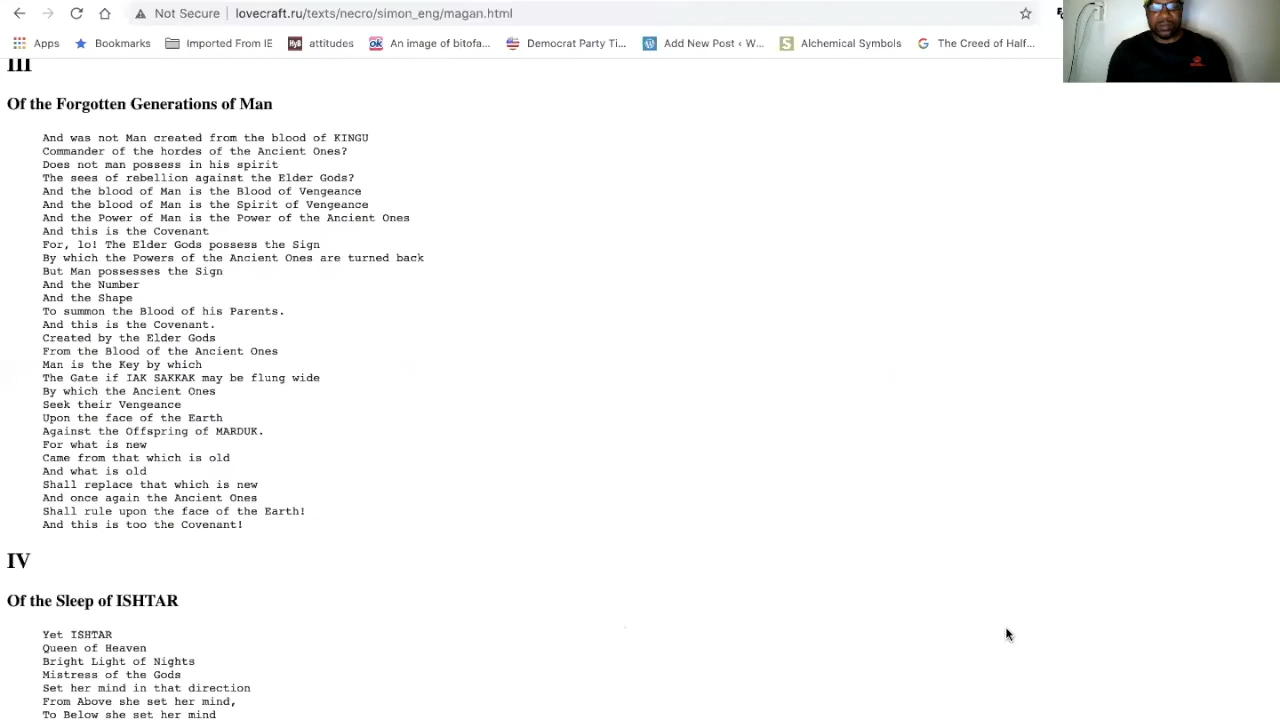 Not Secure
lovecraft.ru/texts/necro/simon_eng/magan.html
Apps
Bookmarks
Imported From IE
HyB
attitudes
OK
An image of bitofa...
Democrat Party Ti...
Add New Post ‹ W...
S
Alchemical Symbols
The Creed of Half...
III
Of the Forgotten Generations of Man
And was not Man created from the blood of KINGU
Commander of the hordes of the Ancient Ones?
Does not man possess in his spirit
The sees of rebellion against the Elder Gods?
And the blood of Man is the Blood of Vengeance
And the blood of Man is the Spirit of Vengeance
And the Power of Man is the Power of the Ancient Ones
And this is the Covenant
For, lo! The Elder Gods possess the Sign
By which the Powers of the Ancient Ones are turned back
But Man possesses the Sign
And the Number
And the Shape
To summon the Blood of his Parents.
And this is the Covenant.
Created by the Elder Gods
From the Blood of the Ancient Ones
Man is the Key by which
The Gate if IAK SAKKAK may be flung wide
By which the Ancient Ones
Seek their Vengeance
Upon the face of the Earth
Against the Offspring of MARDUK.
For what is new
Came from that which is old
And what is old
Shall replace that which is new
And once again the Ancient Ones
Shall rule upon the face of the Earth!
And this is too the Covenant!
IV
Of the Sleep of ISHTAR
Yet ISHTAR
Queen of Heaven
Bright Light of Nights
Mistress of the Gods
Set her mind in that direction
From Above she set her mind,
To Below she set her mind